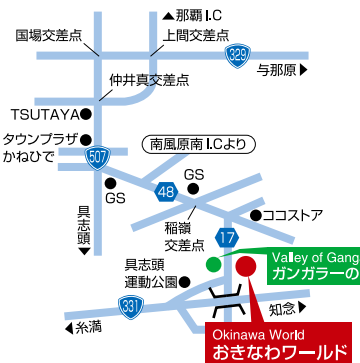 ▲那覇I.C
国場交差点
上間交差点
329
与那原▶
仲井真交差点
TSUTAYA
タウンプラザ
かねひで
507
南風原南I.Cより
GS
48
GS
ココストア
稲嶺
交差点
17
具志頭
▼
Valley of Gang
ガンガラーの
具志頭
運動公園
331
知念▶
◀糸満
Okinawa World
おきなわワールド